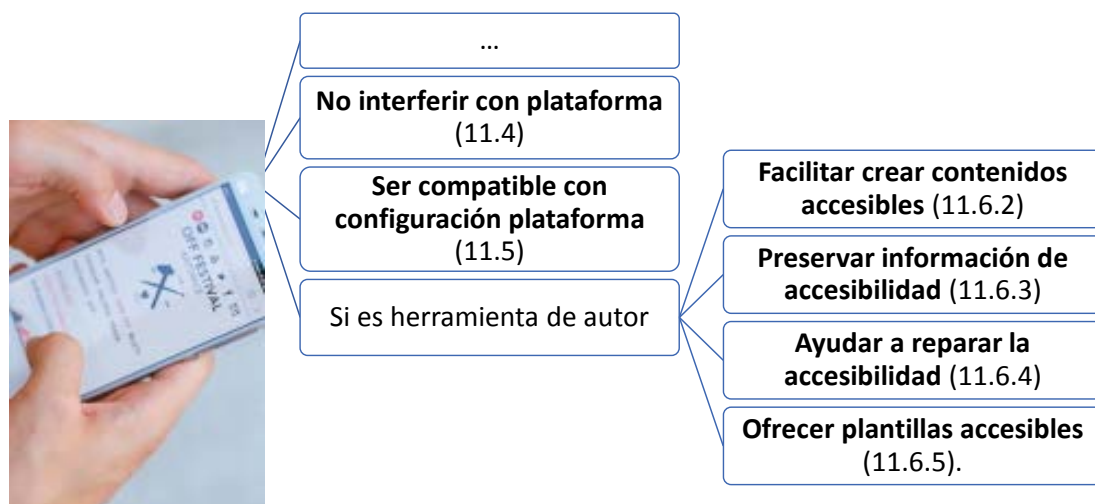 ...
No interferir con plataforma
(11.4)
Ser compatible con
configuración plataforma
(11.5)
Si es herramienta de autor
Facilitar crear contenidos
accesibles (11.6.2)
Preservar información de
accesibilidad (11.6.3)
Ayudar a reparar la
accesibilidad (11.6.4)
Ofrecer plantillas accesibles
(11.6.5).
OFF FESTIVAL